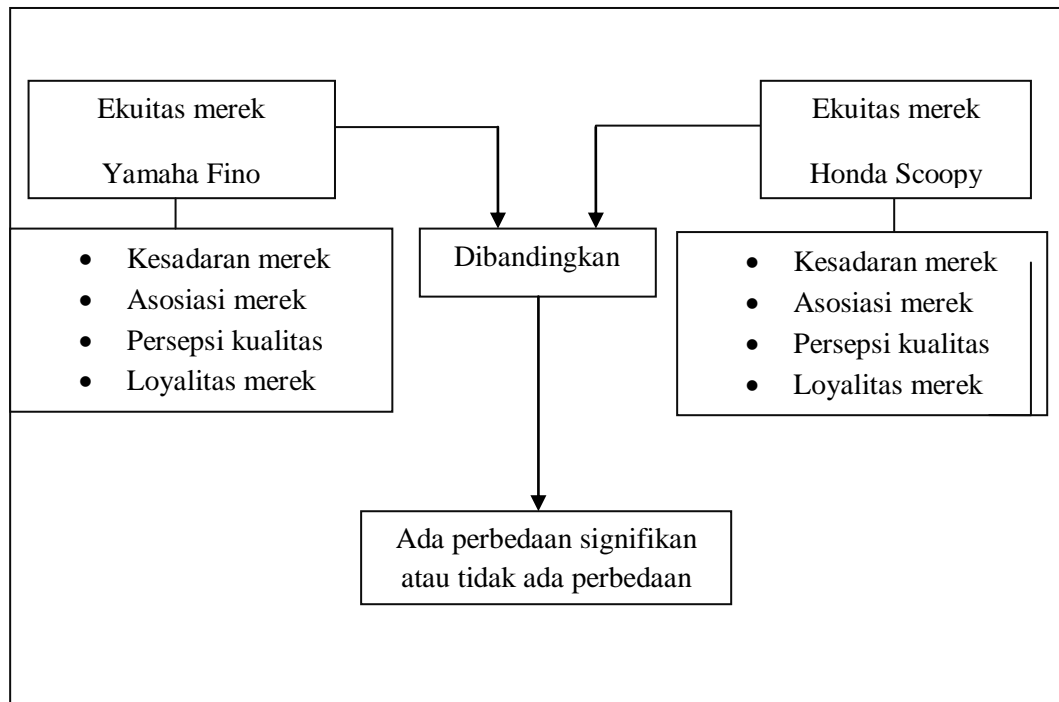 Ekuitas merek
Yamaha Fino
Ekuitas merek
Honda Scoopy
• Kesadaran merek
• Asosiasi merek
• Persepsi kualitas
• Loyalitas merek
Dibandingkan
• Kesadaran merek
• Asosiasi merek
• Persepsi kualitas
• Loyalitas merek
Ada perbedaan signifikan
atau tidak ada perbedaan